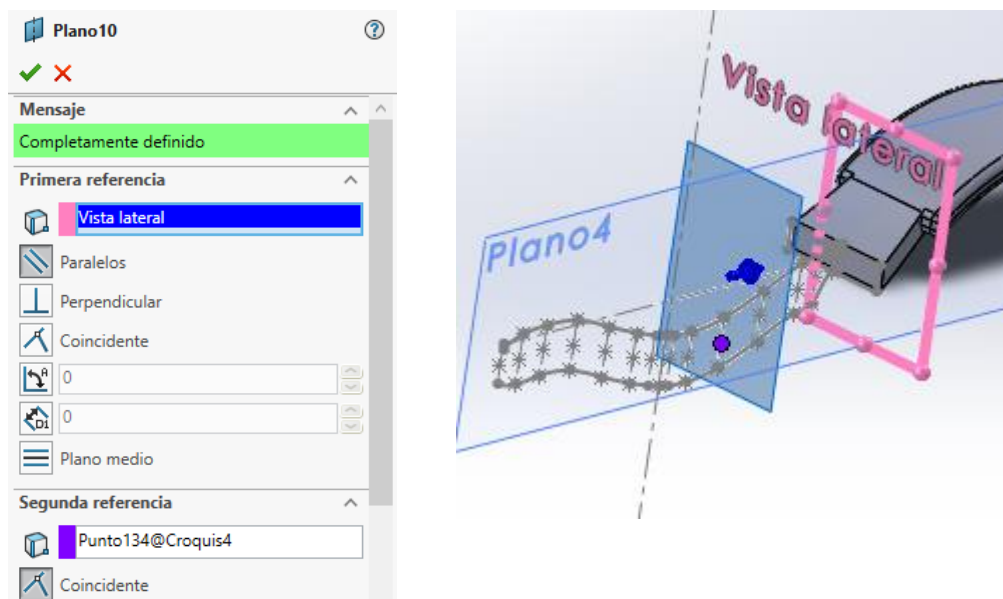 Plano10
Mensaje
Completamente definido
Primera referencia
Vista lateral
Paralelos
Perpendicular
Coincidente
0
0
Plano medio
Segunda referencia
Punto134@Croquis4
Coincidente
Vista lateral
Plano4